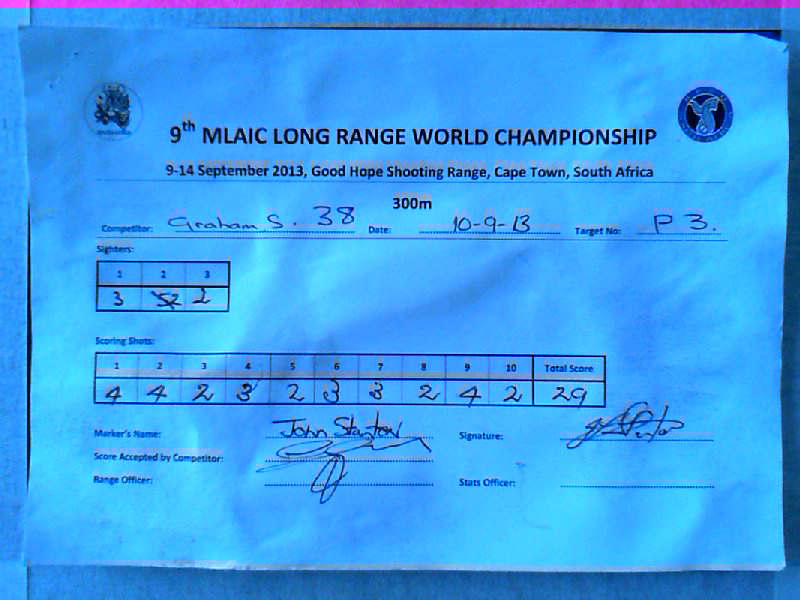 9th MLAIC LONG RANGE WORLD CHAMPIONSHIP
9-14 September 2013, Good Hope Shooting Range, Cape Town, South Africa
300m
Competitor: Graham S. 38 Date: 10-9-13 Target No: P 3.
Sighters:
1 2 3
3 2 2
Scoring Shots:
1 2 3 4 5 6 7 8 9 10 Total Score
4 4 2 3 2 3 3 2 4 2 29
Marker's Name: John Stanton Signature:
Score Accepted by Competitor:
Range Officer: Stats Officer: